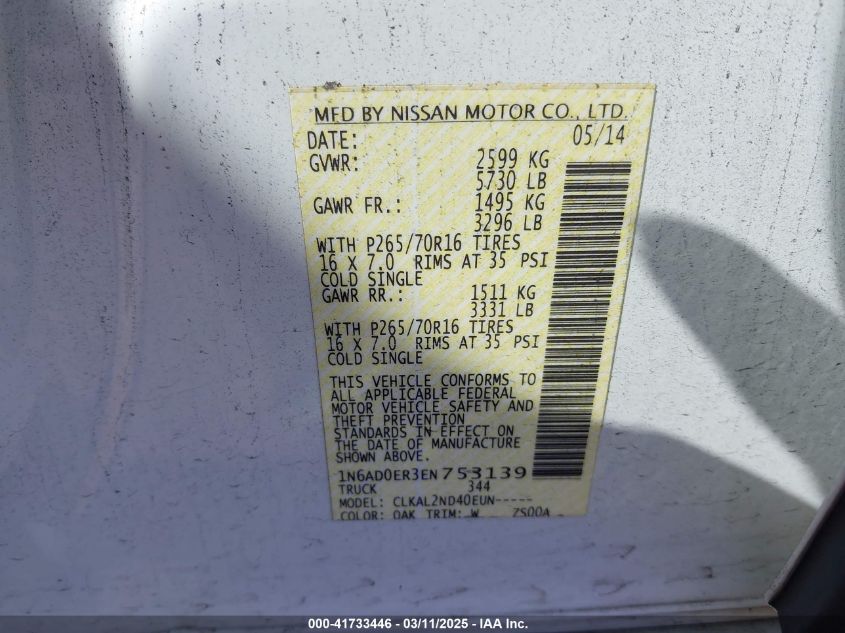 MFD BY NISSAN MOTOR CO., LTD.
DATE: 05/14
GVWR: 2599 KG
5730 LB
GAWR FR.: 1495 KG
3296 LB
WITH P265/70R16 TIRES
16 X 7.0 RIMS AT 35 PSI
COLD SINGLE
GAWR RR.: 1511 KG
3331 LB
WITH P265/70R16 TIRES
16 X 7.0 RIMS AT 35 PSI
COLD SINGLE
THIS VEHICLE CONFORMS TO
ALL APPLICABLE FEDERAL
MOTOR VEHICLE SAFETY AND
THEFT PREVENTION
STANDARDS IN EFFECT ON
THE DATE OF MANUFACTURE
SHOWN ABOVE.
1N6AD0ER3EN753139
TRUCK 344
MODEL: CLKAL2ND40EUN-----
COLOR: QAK TRIM: W ZS00A
000-41733446 - 03/11/2025 - IAA Inc.